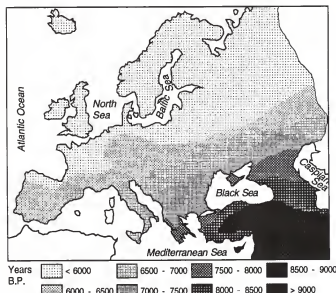 Atlantic Ocean
North
Sea
Baltic Sea
Caspian
Sea
Black Sea
Mediterranean Sea
Years
B.P.
< 6000
6500 - 7000
7500 - 8000
8500 - 9000
6000 - 6500
7000 - 7500
8000 - 8500
> 9000